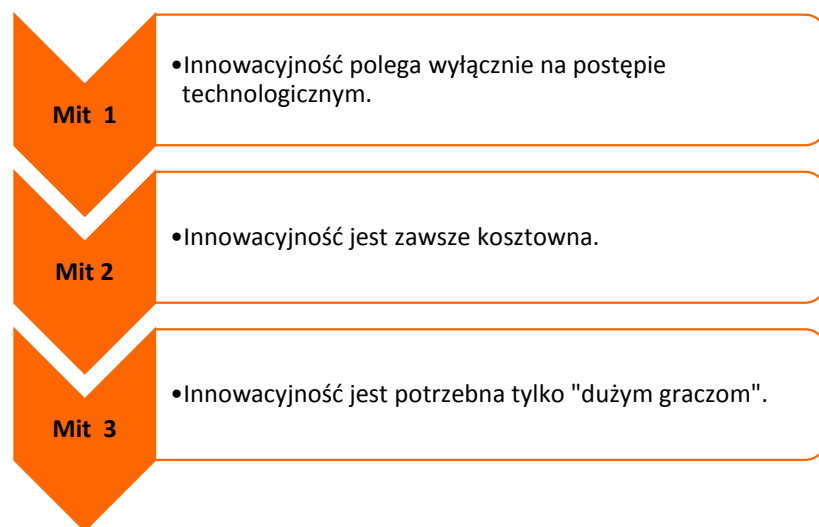 Mit 1
•Innowacyjność polega wyłącznie na postępie
technologicznym.
Mit 2
•Innowacyjność jest zawsze kosztowna.
Mit 3
•Innowacyjność jest potrzebna tylko "dużym graczom".